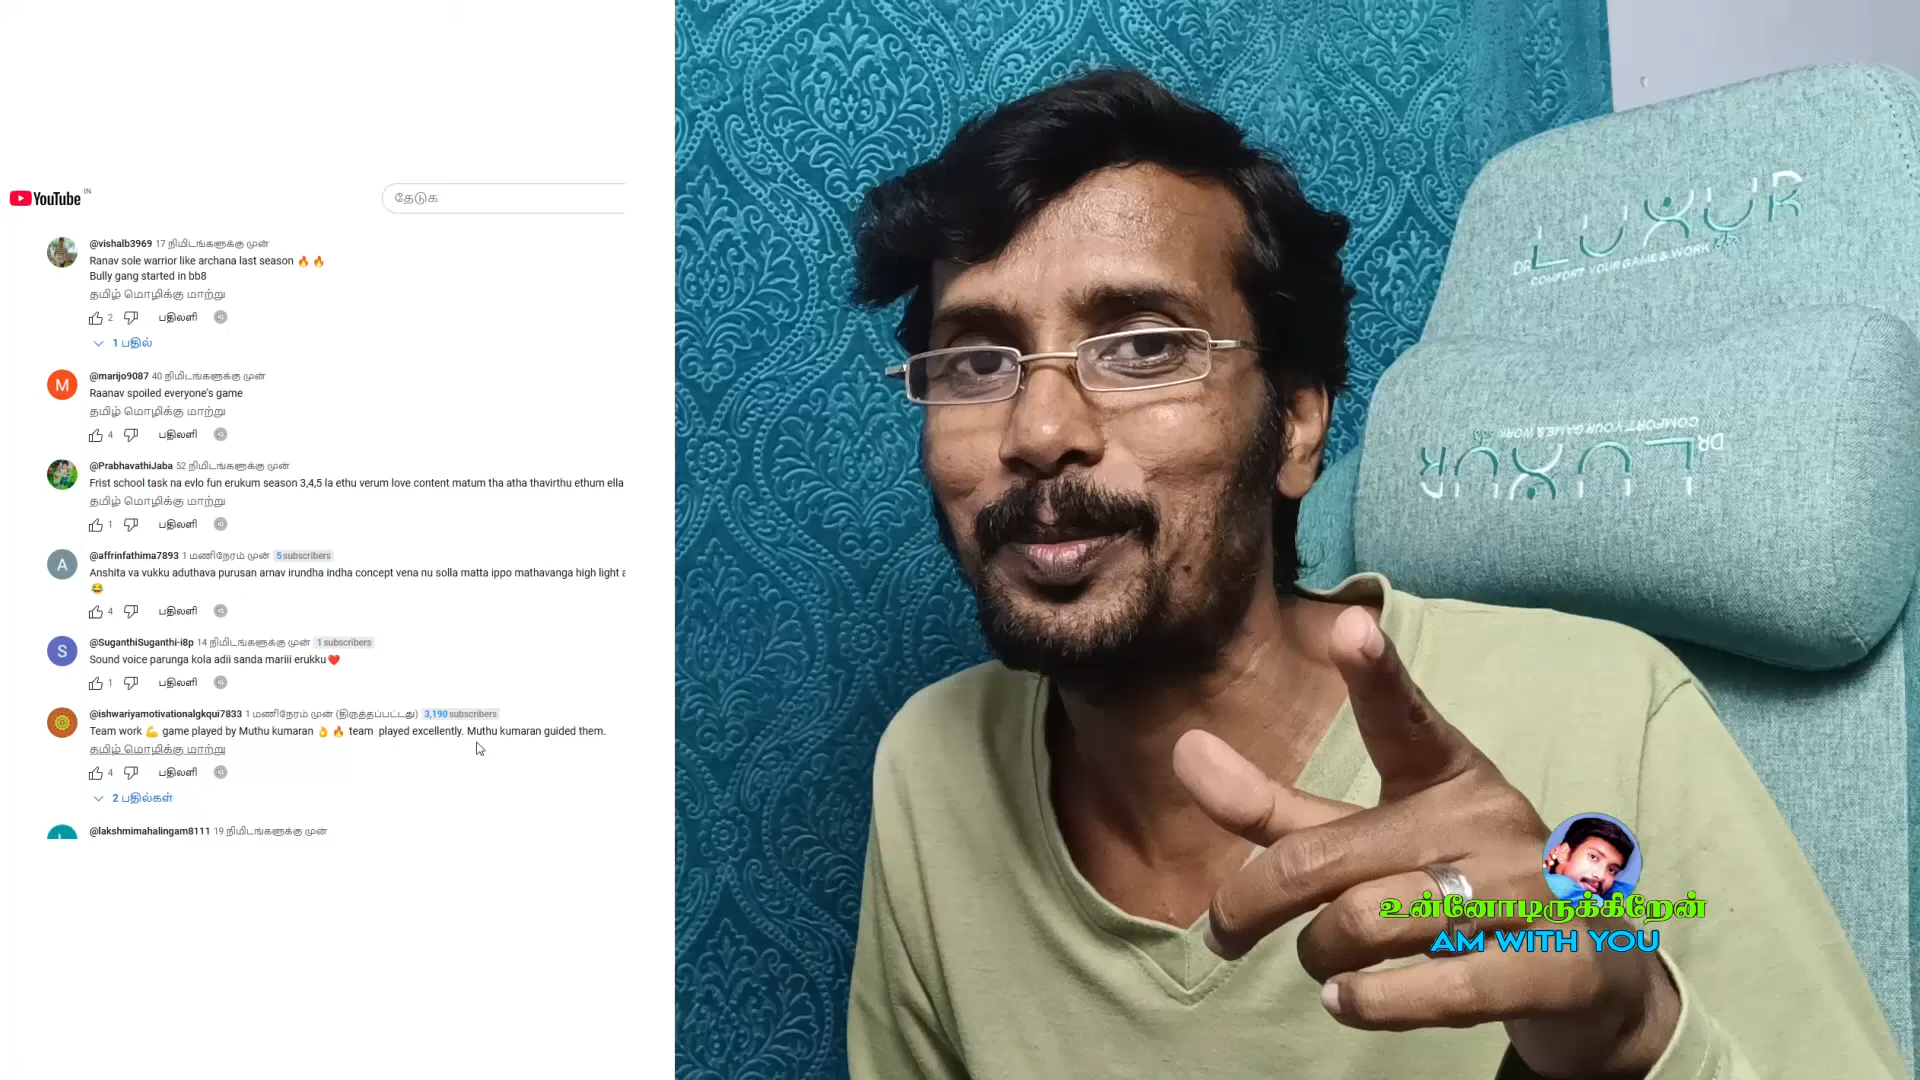 YouTube IN
தேடுக
@vishalb3969 17 நிமிடங்களுக்கு முன்
Ranav sole warrior like archana last season 🔥 🔥
Bully gang started in bb8
தமிழ் மொழிக்கு மாற்று
2 பதிலளி
1 பதில்
M
@marijo9087 40 நிமிடங்களுக்கு முன்
Raanav spoiled everyone's game
தமிழ் மொழிக்கு மாற்று
4 பதிலளி
@PrabhavathiJaba 52 நிமிடங்களுக்கு முன்
Frist school task na evlo fun erukum season 3,4,5 la ethu verum love content matum tha atha thavirthu ethum ella
தமிழ் மொழிக்கு மாற்று
1 பதிலளி
A
@affrinfathima7893 1 மணிநேரம் முன் 5 subscribers
Anshita va vukku aduthava purusan arnav irundha indha concept vena nu solla matta ippo mathavanga high light
😂
4 பதிலளி
S
@SuganthiSuganthi-i8p 14 நிமிடங்களுக்கு முன் 1 subscribers
Sound voice parunga kola adii sanda mariii erukku❤️
1 பதிலளி
@ishwariyamotivationalgkqui7833 1 மணிநேரம் முன் (திருத்தப்பட்டது) 3,190 subscribers
Team work 💪 game played by Muthu kumaran 👌 🔥 team played excellently. Muthu kumaran guided them.
தமிழ் மொழிக்கு மாற்று
4 பதிலளி
2 பதில்கள்
@lakshmimahalingam8111 19 நிமிடங்களுக்கு முன்
DR LUXUR
COMFORT YOUR GAME & WORK
DR LUXUR
COMFORT YOUR GAME & WORK
உன்னோடிருக்கிறேன்
AM WITH YOU